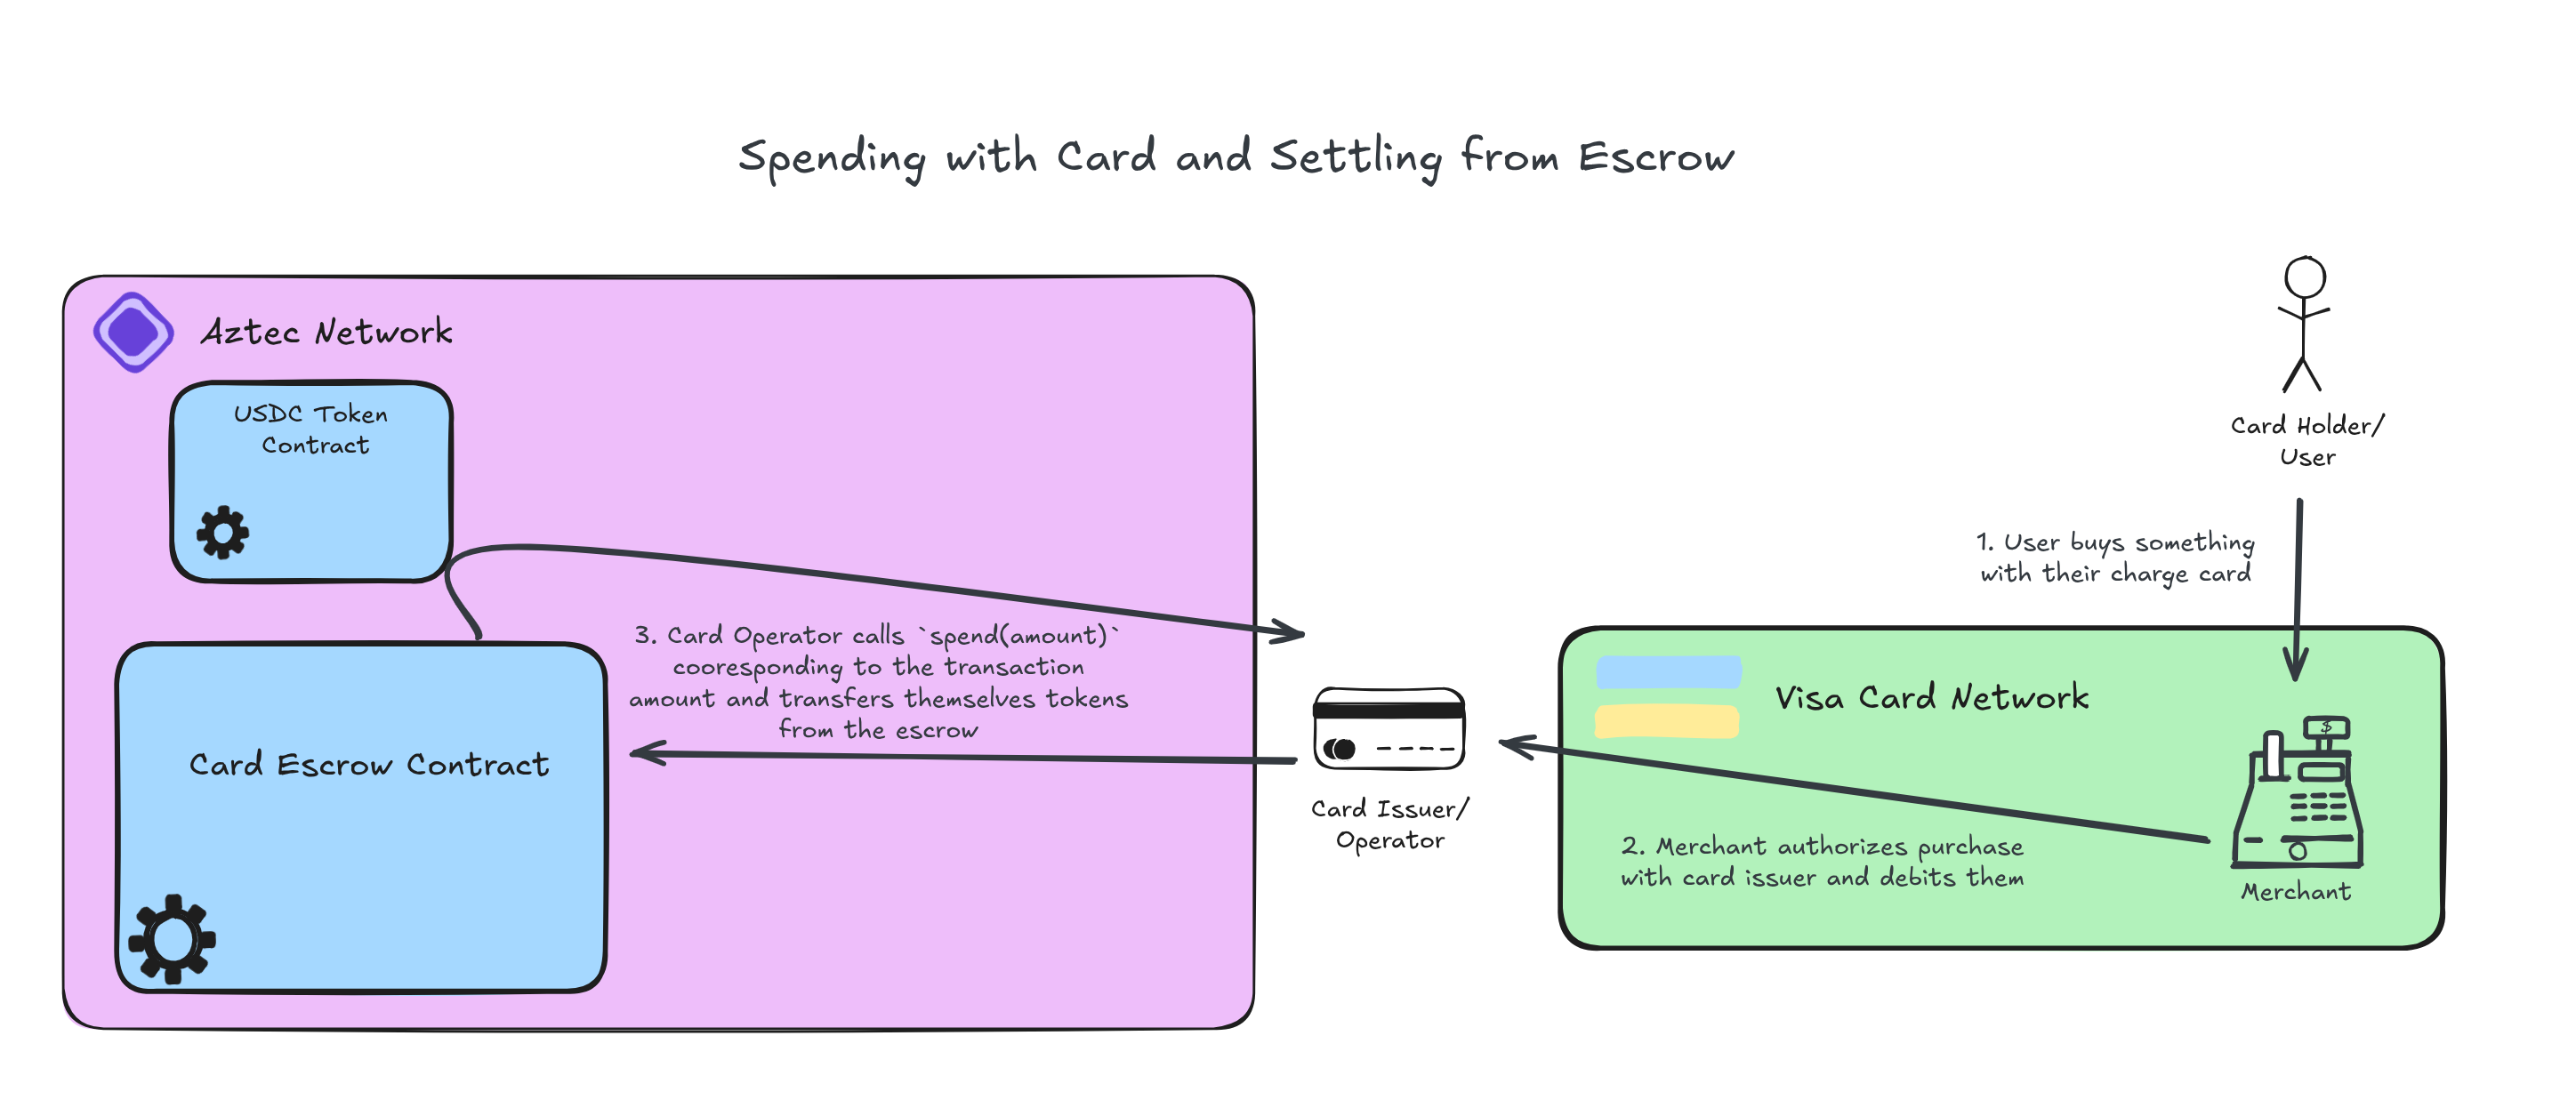 Spending with Card and Settling from Escrow
Aztec Network
USDC Token
Contract
Card Escrow Contract
3. Card Operator calls `spend(amount)`
cooresponding to the transaction
amount and transfers themselves tokens
from the escrow
Card Issuer/
Operator
Card Holder/
User
1. User buys something
with their charge card
Visa Card Network
$
2. Merchant authorizes purchase
with card issuer and debits them
Merchant